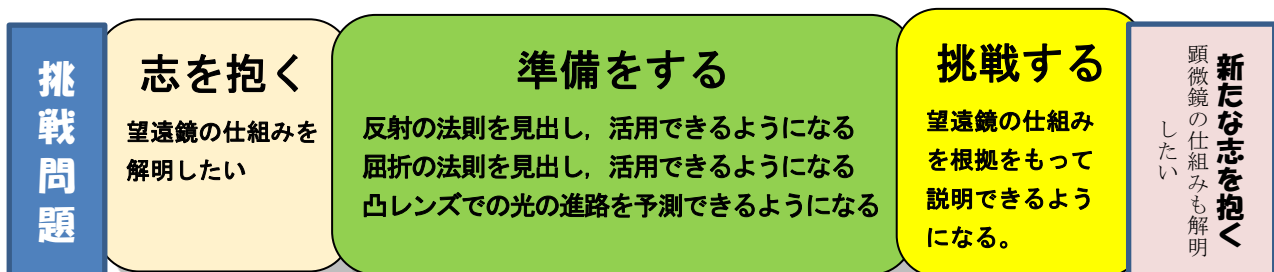 挑戦問題
志を抱く
望遠鏡の仕組みを
解明したい
準備をする
反射の法則を見出し，活用できるようになる
屈折の法則を見出し，活用できるようになる
凸レンズでの光の進路を予測できるようになる
挑戦する
望遠鏡の仕組み
を根拠をもって
説明できるよう
になる。
新たな志を抱く
顕微鏡の仕組みも解明
したい